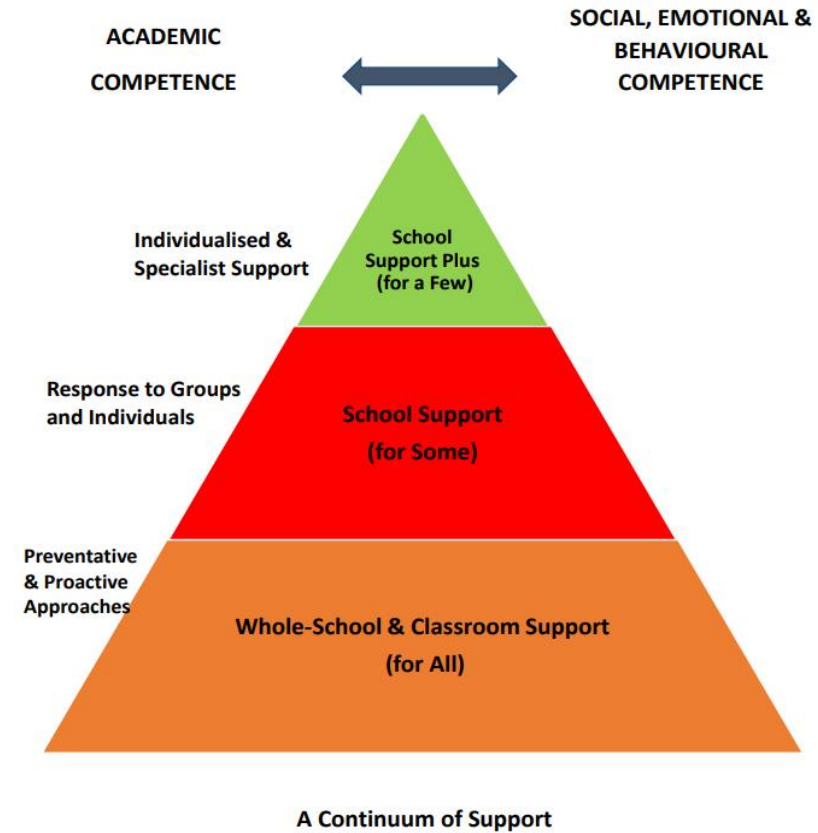 ACADEMIC
COMPETENCE
SOCIAL, EMOTIONAL &
BEHAVIOURAL
COMPETENCE
Individualised &
Specialist Support
School
Support Plus
(for a Few)
Response to Groups
and Individuals
School Support
(for Some)
Preventative
& Proactive
Approaches
Whole-School & Classroom Support
(for All)
A Continuum of Support